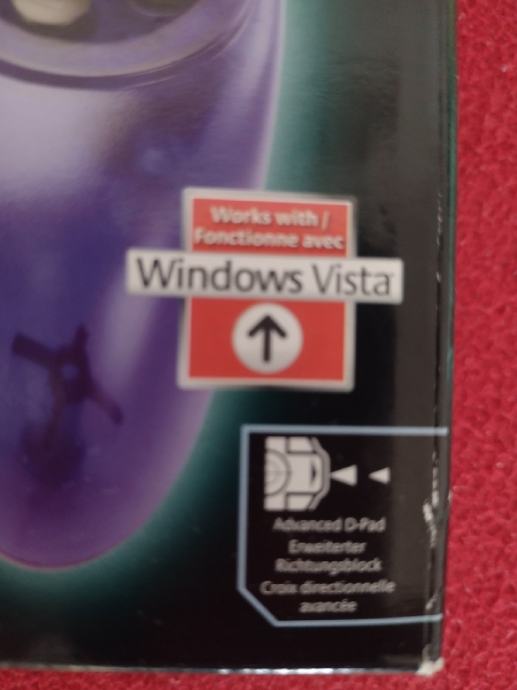 Works with /
Fonctionne avec
Windows Vista
Advanced D-Pad
Erweiterter
Richtungsblock
Croix directionnelle
avancée